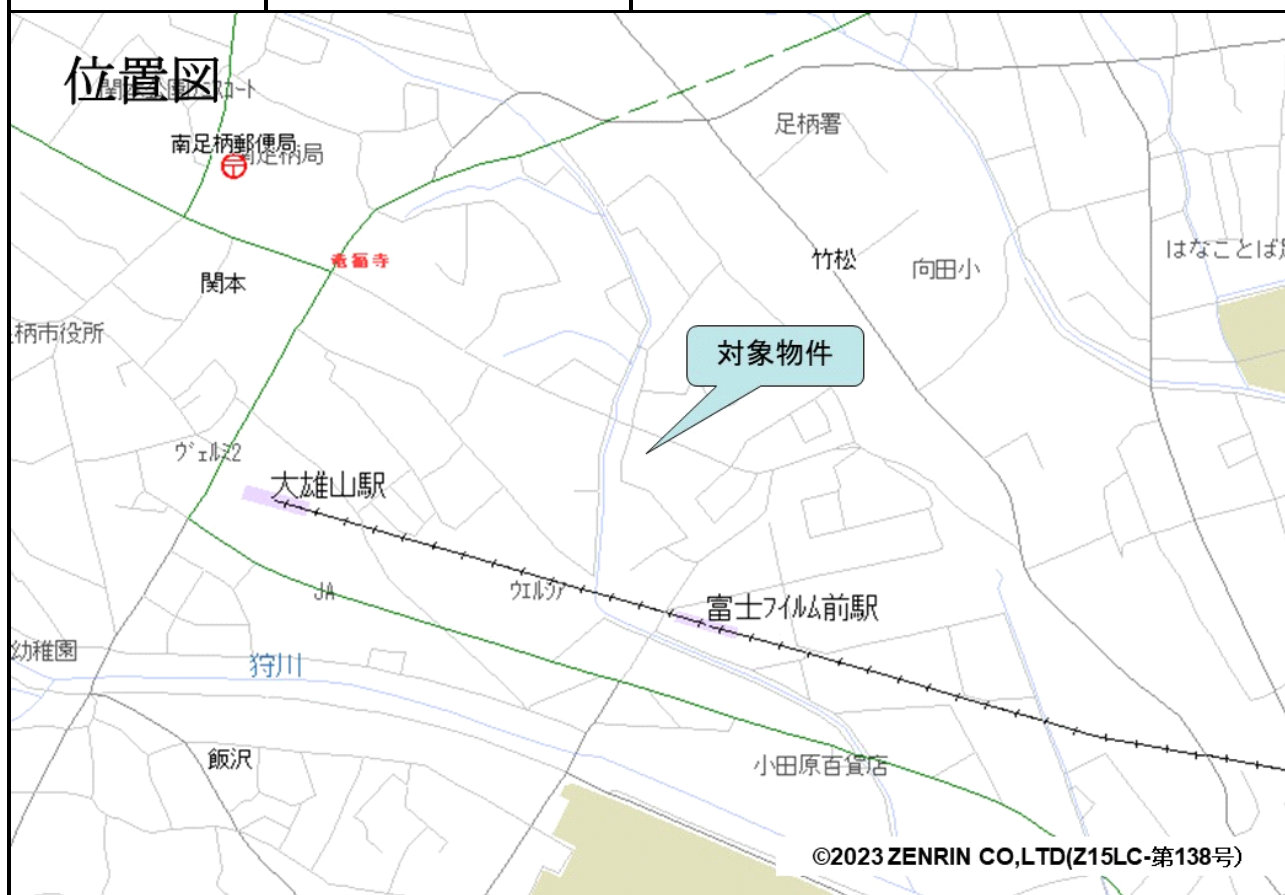 位置図
南足柄郵便局
足柄署
竜福寺
竹松
向田小
はなことば
関本
柄市役所
対象物件
ヴェルミ2
大雄山駅
JA
ウエルシア
富士フイルム前駅
幼稚園
狩川
飯沢
小田原百貨店
©2023 ZENRIN CO,LTD(Z15LC-第138号)